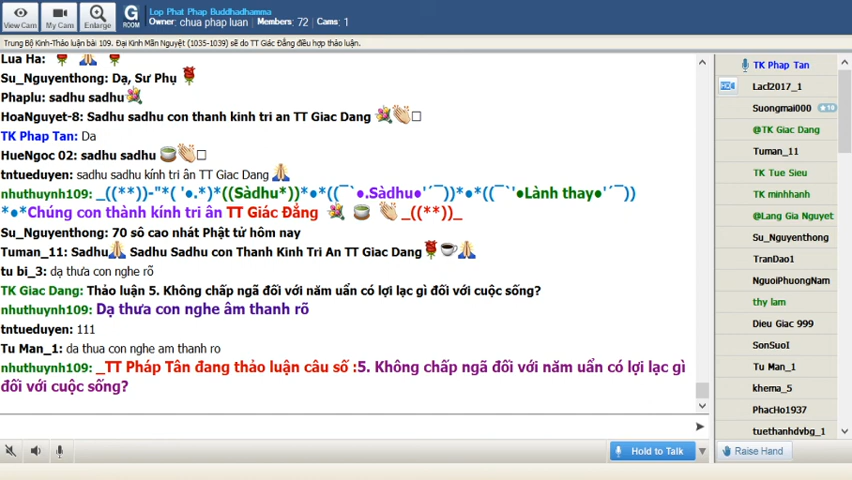 View Cam
My Cam
Enlarge
G
ROOM
Lop Phat Phap Buddhadhamma
Owner: chua phap luan / Members: 72 / Cams: 1
Trung Bộ Kinh-Thảo luận bài 109. Đại Kinh Mãn Nguyệt (1035-1039) sẽ do TT Giác Đẳng điều hợp thảo luận.
Lua Ha:
Su_Nguyenthong: Dạ, Sư Phụ
Phaplu: sadhu sadhu
HoaNguyet-8: Sadhu sadhu con thanh kinh tri an TT Giac Dang
TK Phap Tan: Da
HueNgoc 02: sadhu sadhu
tntueduyen: sadhu sadhu kính tri ân TT Giac Dang
nhuthuynh109: _((**))-"*( '●.*)*((Sàdhu*))*●*((¯`●.Sàdhu●'´¯))*●*((¯`'●Lành thay●'´¯))
*●*Chúng con thành kính tri ân TT Giác Đẳng _((**))_
Su_Nguyenthong: 70 số cao nhất Phật tử hôm nay
Tuman_11: Sadhu Sadhu Sadhu con Thanh Kinh Tri An TT Giac Dang
tu bi_3: dạ thưa con nghe rõ
TK Giac Dang: Thảo luận 5. Không chấp ngã đối với năm uẩn có lợi lạc gì đối với cuộc sống?
nhuthuynh109: Dạ thưa con nghe âm thanh rõ
tntueduyen: 111
Tu Man_1: da thua con nghe am thanh ro
nhuthuynh109: _TT Pháp Tân đang thảo luận câu số :5. Không chấp ngã đối với năm uẩn có lợi lạc gì
đối với cuộc sống?
Hold to Talk
TK Phap Tan
Lacl2017_1
Suongmai000 10
@TK Giac Dang
Tuman_11
TK Tue Sieu
TK minhhanh
@Lang Gia Nguyet
Su_Nguyenthong
TranDao1
NguoiPhuongNam
thy lam
Dieu Giac 999
SonSuoI
Tu Man_1
khema_5
PhacHo1937
tuethanhdvbg_1
Raise Hand